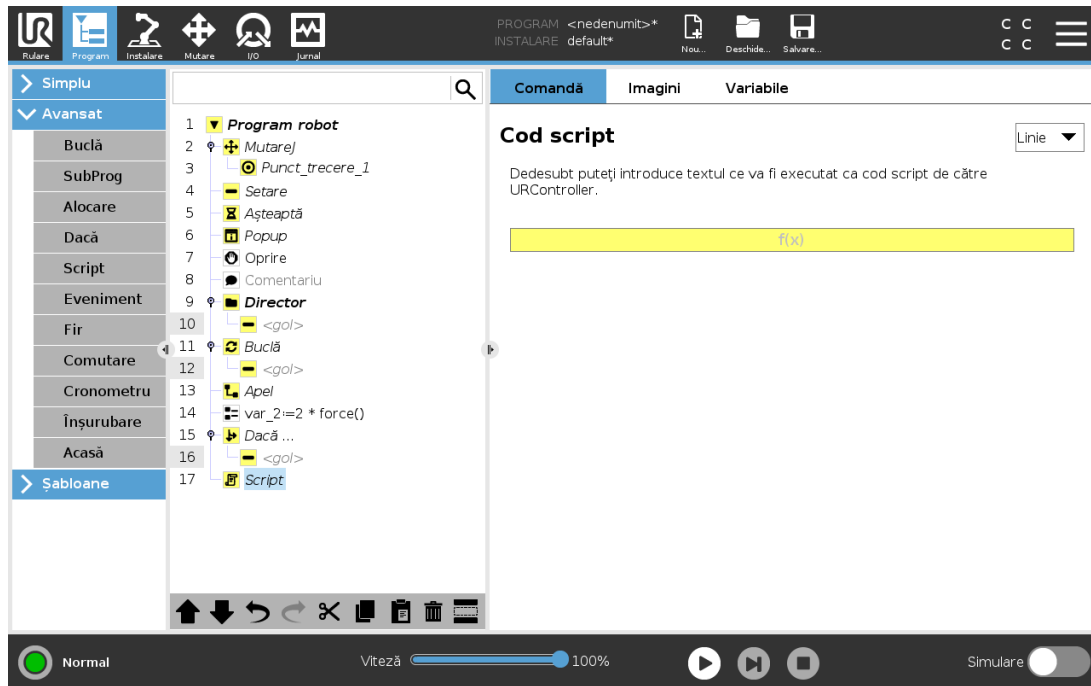 Rulare
Program
Instalare
Mutare
I/O
Jurnal
PROGRAM <nedenumit>*
INSTALARE default*
Nou...
Deschide...
Salvare...
C C
C C
Simplu
Avansat
Buclă
SubProg
Alocare
Dacă
Script
Eveniment
Fir
Comutare
Cronometru
Înșurubare
Acasă
Șabloane
1 Program robot
2 MutareJ
3 Punct_trecere_1
4 Setare
5 Așteaptă
6 Popup
7 Oprire
8 Comentariu
9 Director
10 <gol>
11 Buclă
12 <gol>
13 Apel
14 var_2≔2 * force()
15 Dacă ...
16 <gol>
17 Script
Comandă
Imagini
Variabile
Cod script
Linie
Dedesubt puteți introduce textul ce va fi executat ca cod script de către
URController.
f(x)
Normal
Viteză
100%
Simulare